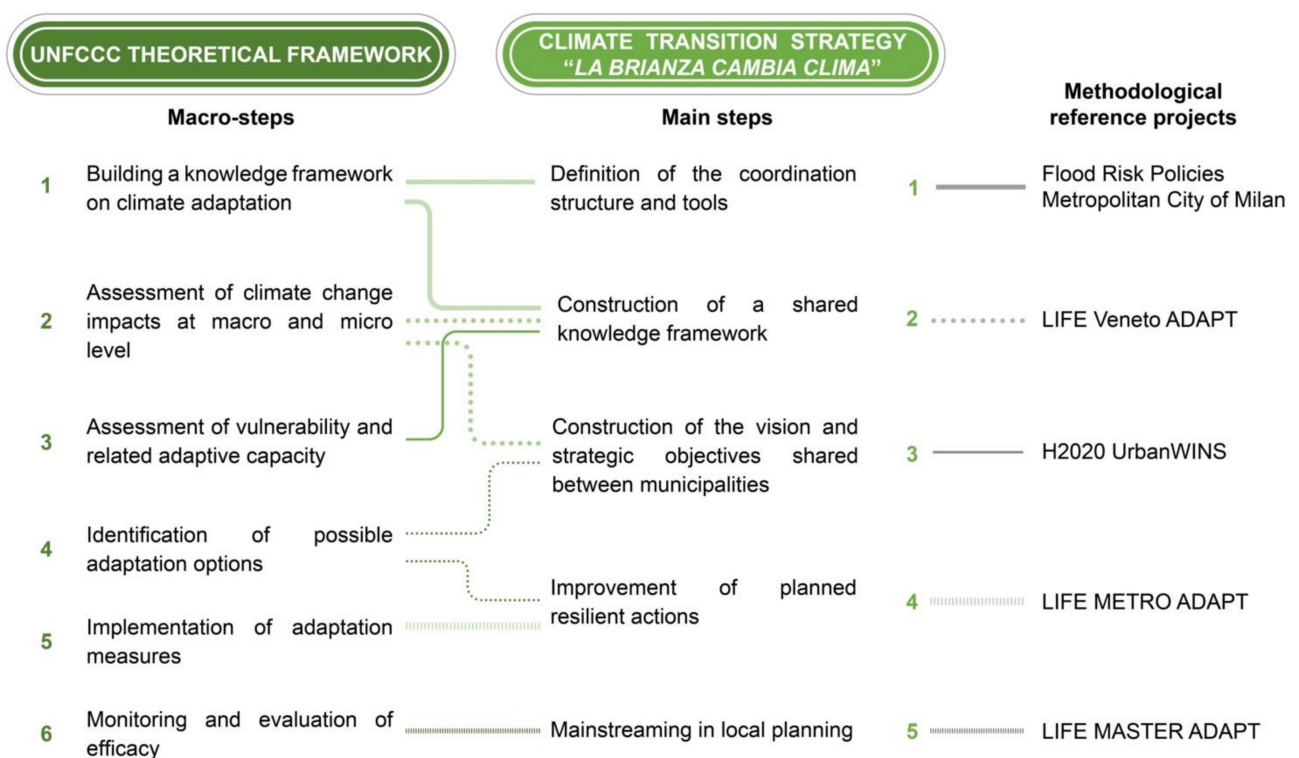 UNFCCC THEORETICAL FRAMEWORK
CLIMATE TRANSITION STRATEGY
“LA BRIANZA CAMBIA CLIMA”
Macro-steps
Main steps
Methodological
reference projects
1
Building a knowledge framework
on climate adaptation
Definition of the coordination
structure and tools
1
Flood Risk Policies
Metropolitan City of Milan
2
Assessment of climate change
impacts at macro and micro
level
Construction of a shared
knowledge framework
2
LIFE Veneto ADAPT
3
Assessment of vulnerability and
related adaptive capacity
Construction of the vision and
strategic objectives shared
between municipalities
3
H2020 UrbanWINS
4
Identification of possible
adaptation options
Improvement of planned
resilient actions
4
LIFE METRO ADAPT
5
Implementation of adaptation
measures
6
Monitoring and evaluation of
efficacy
Mainstreaming in local planning
5
LIFE MASTER ADAPT